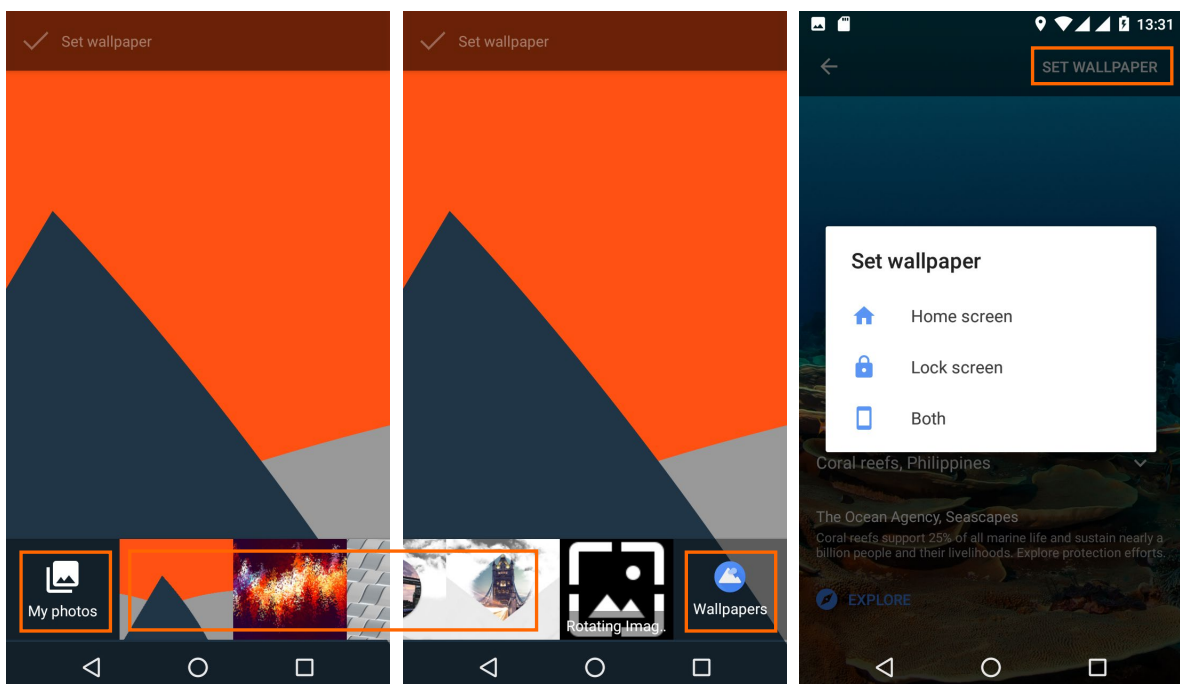 Set wallpaper
My photos
Set wallpaper
Rotating Imag..
Wallpapers
13:31
SET WALLPAPER
Set wallpaper
Home screen
Lock screen
Both
Coral reefs, Philippines
The Ocean Agency, Seascapes
Coral reefs support 25% of all marine life and sustain nearly a
billion people and their livelihoods. Explore protection efforts.
EXPLORE